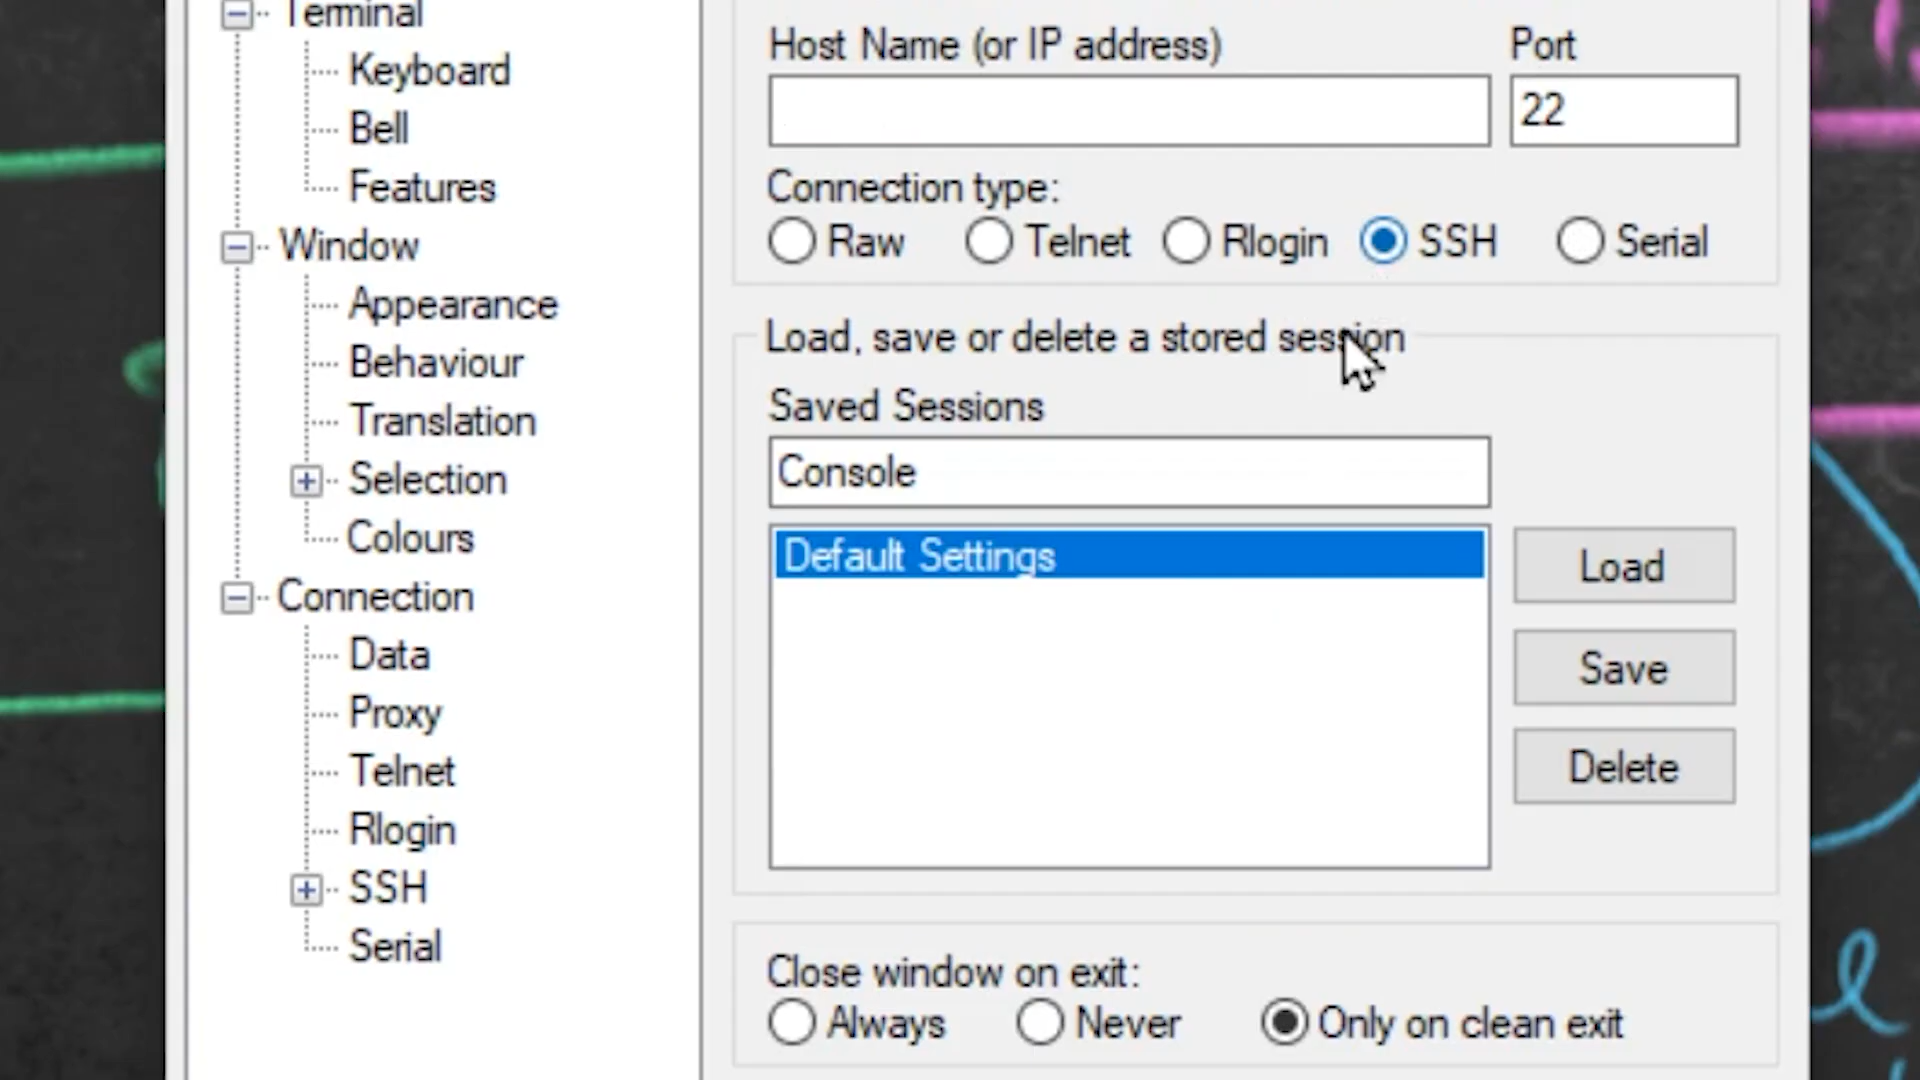 Terminal
Keyboard
Bell
Features
Window
Appearance
Behaviour
Translation
Selection
Colours
Connection
Data
Proxy
Telnet
Rlogin
SSH
Serial
Host Name (or IP address)
Port
22
Connection type:
Raw Telnet Rlogin SSH Serial
Load, save or delete a stored session
Saved Sessions
Console
Default Settings
Load
Save
Delete
Close window on exit:
Always Never Only on clean exit